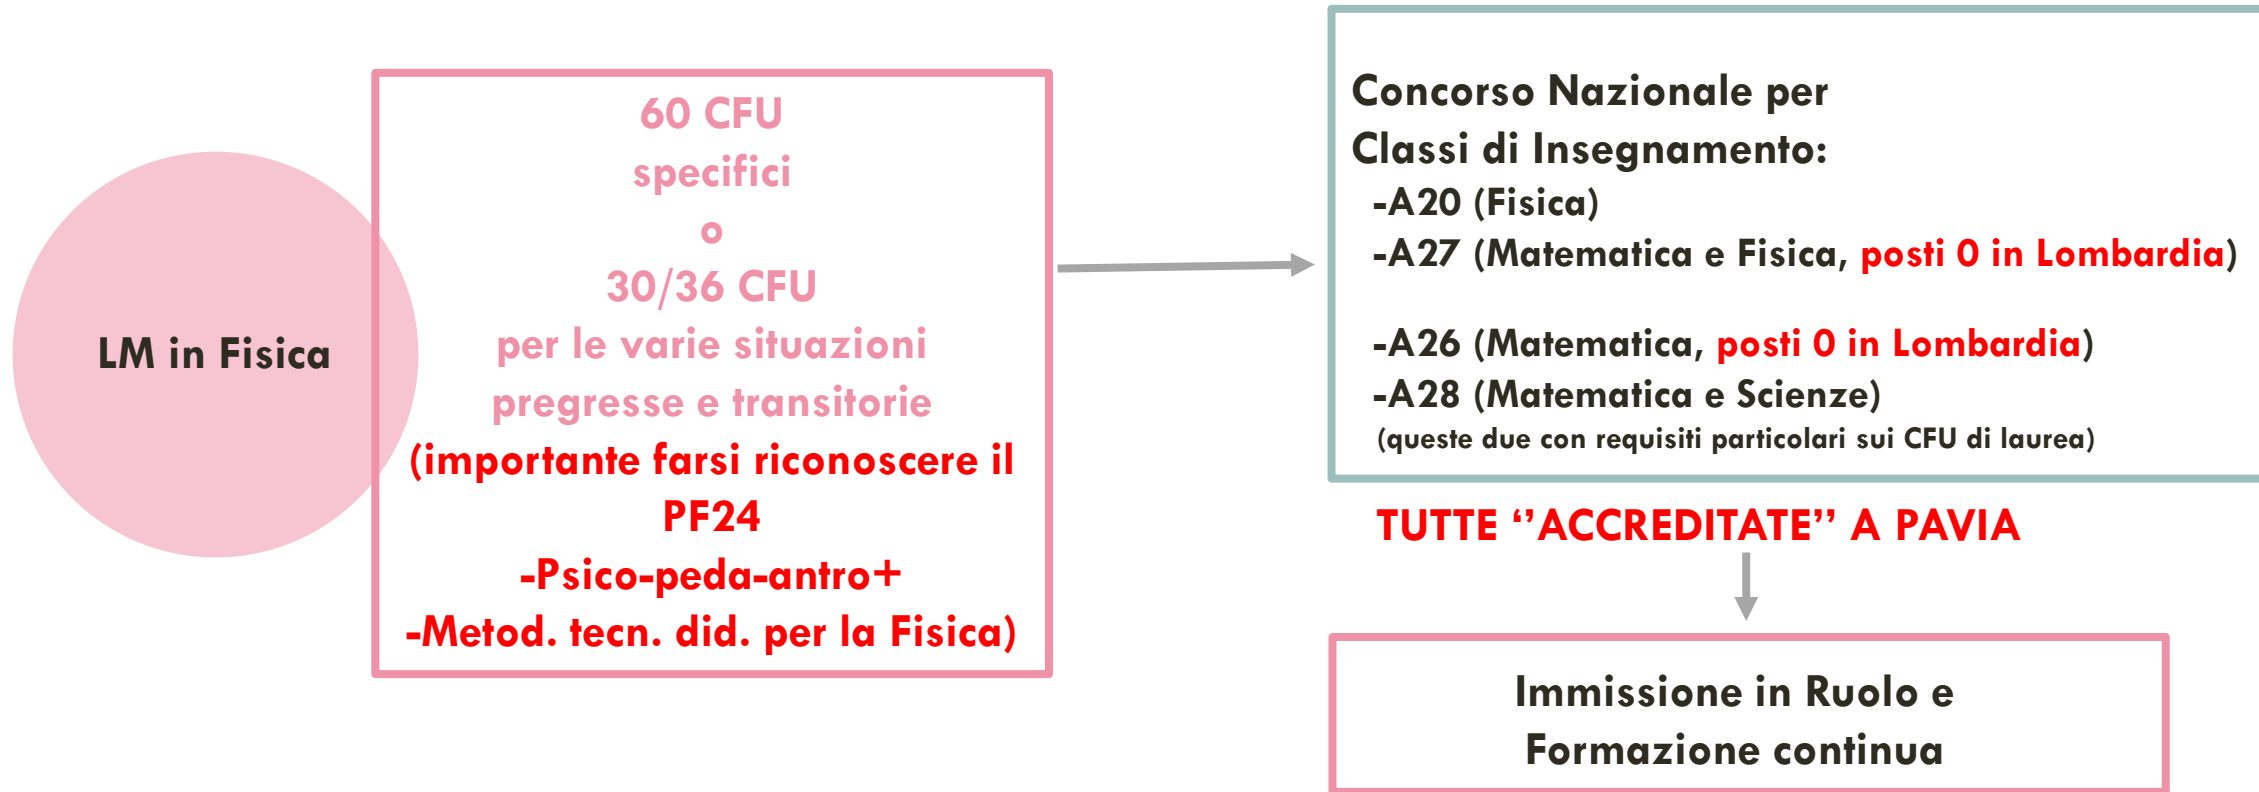 LM in Fisica
60 CFU
specifici
o
30/36 CFU
per le varie situazioni
pregresse e transitorie
(importante farsi riconoscere il
PF24
-Psico-peda-antro+
-Metod. tecn. did. per la Fisica)
Concorso Nazionale per
Classi di Insegnamento:
-A20 (Fisica)
-A27 (Matematica e Fisica, posti 0 in Lombardia)
-A26 (Matematica, posti 0 in Lombardia)
-A28 (Matematica e Scienze)
(queste due con requisiti particolari sui CFU di laurea)
TUTTE ‘’ACCREDITATE’’ A PAVIA
Immissione in Ruolo e
Formazione continua